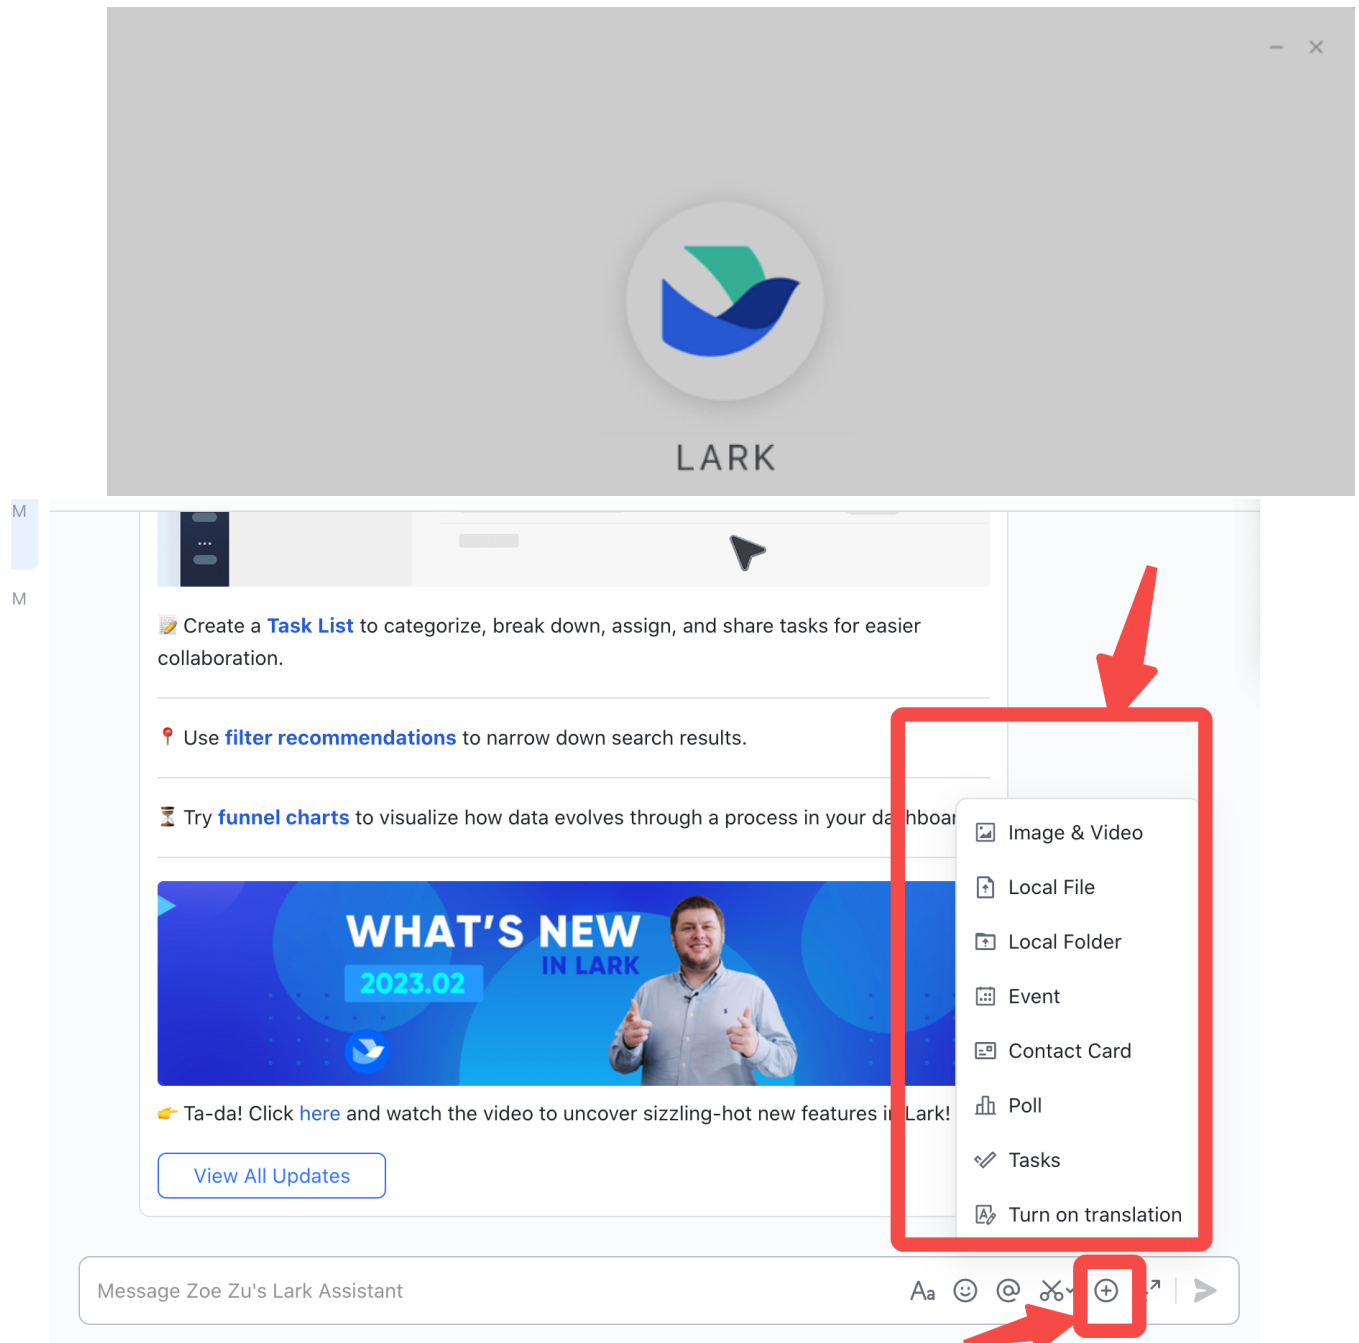 LARK
M
M
📝 Create a Task List to categorize, break down, assign, and share tasks for easier
collaboration.
📍 Use filter recommendations to narrow down search results.
⏳ Try funnel charts to visualize how data evolves through a process in your da hboar
WHAT'S NEW
IN LARK
2023.02
👉 Ta-da! Click here and watch the video to uncover sizzling-hot new features in Lark!
View All Updates
Image & Video
Local File
Local Folder
Event
Contact Card
Poll
Tasks
Turn on translation
Message Zoe Zu's Lark Assistant
Aa